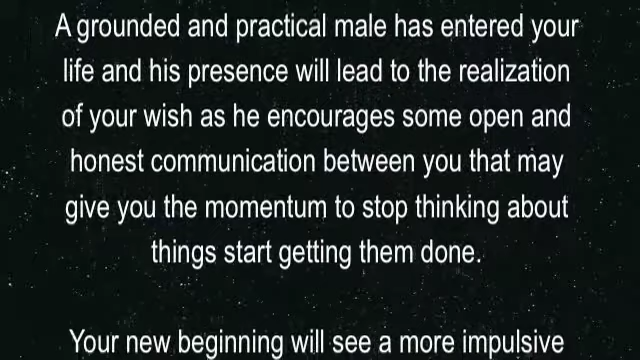 A grounded and practical male has entered your
life and his presence will lead to the realization
of your wish as he encourages some open and
honest communication between you that may
give you the momentum to stop thinking about
things start getting them done.
Your new beginning will see a more impulsive